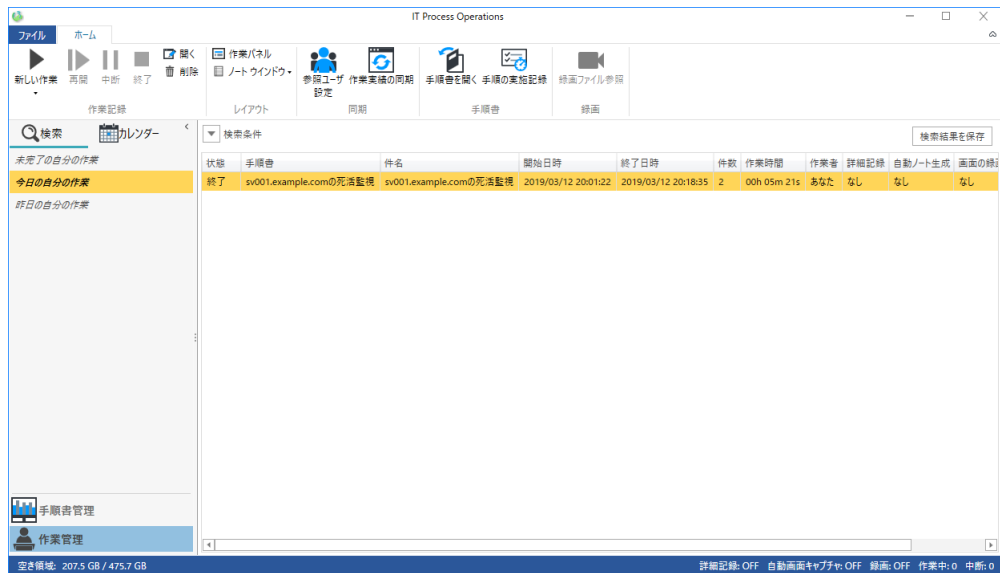 IT Process Operations
ファイル ホーム
新しい作業 再開 中断 終了 開く 削除
作業記録
作業パネル
ノート ウインドウ
レイアウト
参照ユーザ設定 作業実績の同期
同期
手順書を開く 手順の実施記録
手順書
録画ファイル参照
録画
検索 カレンダー
未完了の自分の作業
今日の自分の作業
昨日の自分の作業
検索条件
検索結果を保存
状態 手順書 件名 開始日時 終了日時 件数 作業時間 作業者 詳細記録 自動ノート生成 画面の録
終了 sv001.example.comの死活監視 sv001.example.comの死活監視 2019/03/12 20:01:22 2019/03/12 20:18:35 2 00h 05m 21s あなた なし なし なし
手順書管理
作業管理
空き領域: 207.5 GB / 475.7 GB 詳細記録: OFF 自動画面キャプチャ: OFF 録画: OFF 作業中: 0 中断: 0